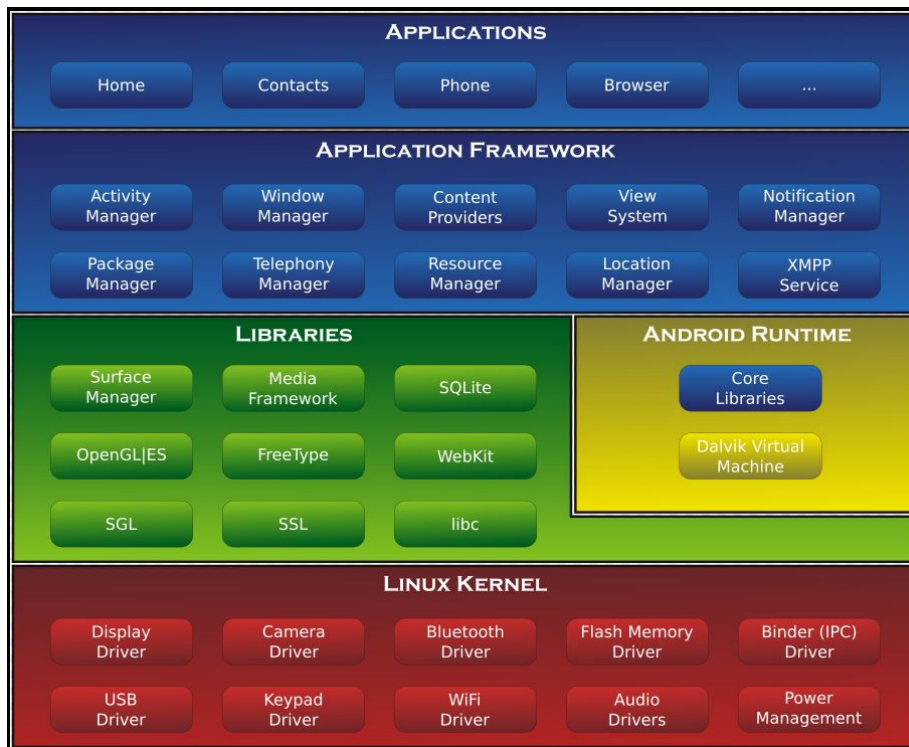 APPLICATIONS
Home
Contacts
Phone
Browser
...
APPLICATION FRAMEWORK
Activity
Manager
Window
Manager
Content
Providers
View
System
Notification
Manager
Package
Manager
Telephony
Manager
Resource
Manager
Location
Manager
XMPP
Service
LIBRARIES
Surface
Manager
Media
Framework
SQLite
OpenGL|ES
FreeType
WebKit
SGL
SSL
libc
ANDROID RUNTIME
Core
Libraries
Dalvik Virtual
Machine
LINUX KERNEL
Display
Driver
Camera
Driver
Bluetooth
Driver
Flash Memory
Driver
Binder (IPC)
Driver
USB
Driver
Keypad
Driver
WiFi
Driver
Audio
Drivers
Power
Management